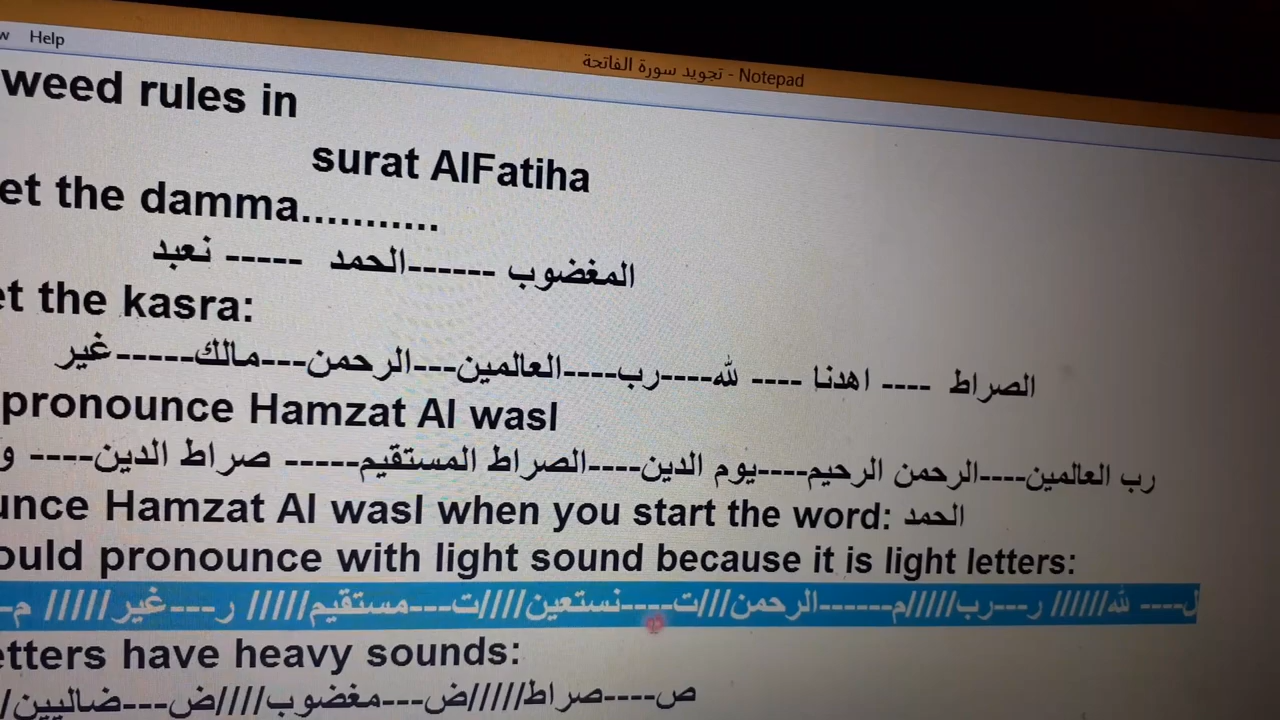 w Help
تجويد سورة الفاتحة - Notepad
weed rules in
surat AlFatiha
et the damma...........
المغضوب ------الحمد ----- نعبد
et the kasra:
الصراط ---- اهدنا ---- لله----رب----العالمين---الرحمن---مالك-----غير
pronounce Hamzat Al wasl
رب العالمين----الرحمن الرحيم----يوم الدين----الصراط المستقيم----- صراط الدين---- و
unce Hamzat Al wasl when you start the word: الحمد
ould pronounce with light sound because it is light letters:
ل---- لله////// ر---رب/////م------الرحمن///ت----نستعين////ت---مستقيم///// ر---غير///// م-
etters have heavy sounds:
ص----صراط/////ض---مغضوب////ض---ضاليين/